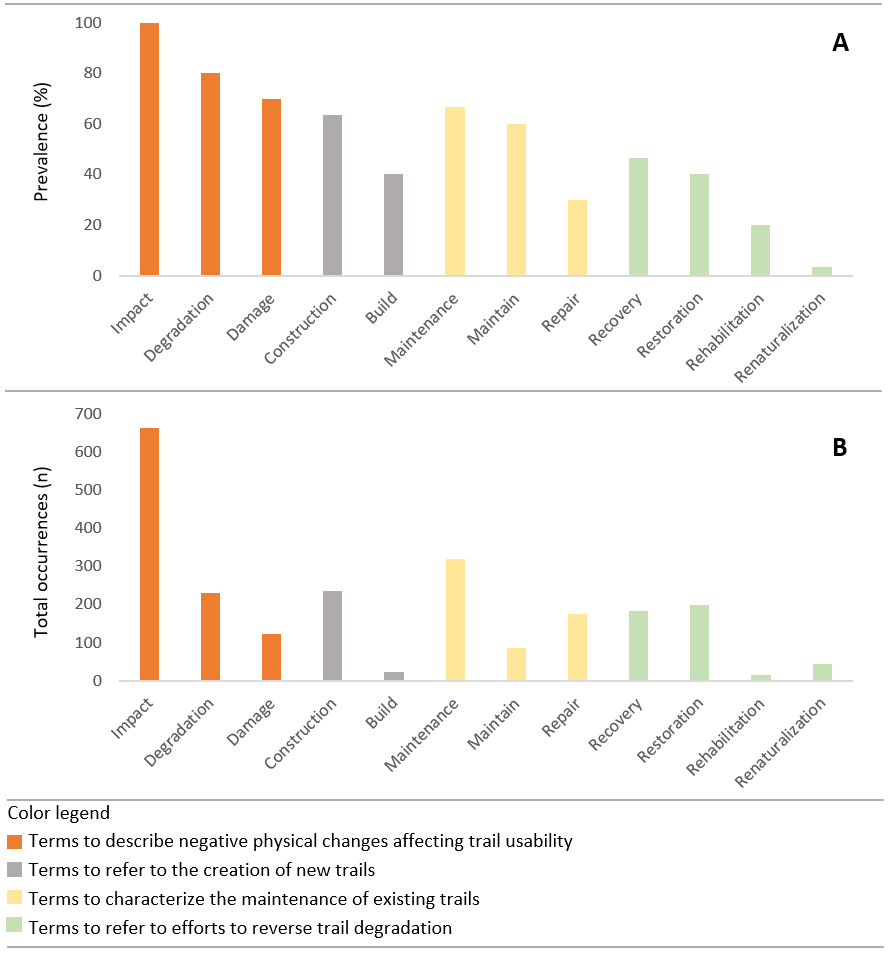 A
Prevalence (%)
100
80
60
40
20
0
Impact
Degradation
Damage
Construction
Build
Maintenance
Maintain
Repair
Recovery
Restoration
Rehabilitation
Renaturalization
B
Total occurrences (n)
700
600
500
400
300
200
100
0
Impact
Degradation
Damage
Construction
Build
Maintenance
Maintain
Repair
Recovery
Restoration
Rehabilitation
Renaturalization
Color legend
Terms to describe negative physical changes affecting trail usability
Terms to refer to the creation of new trails
Terms to characterize the maintenance of existing trails
Terms to refer to efforts to reverse trail degradation